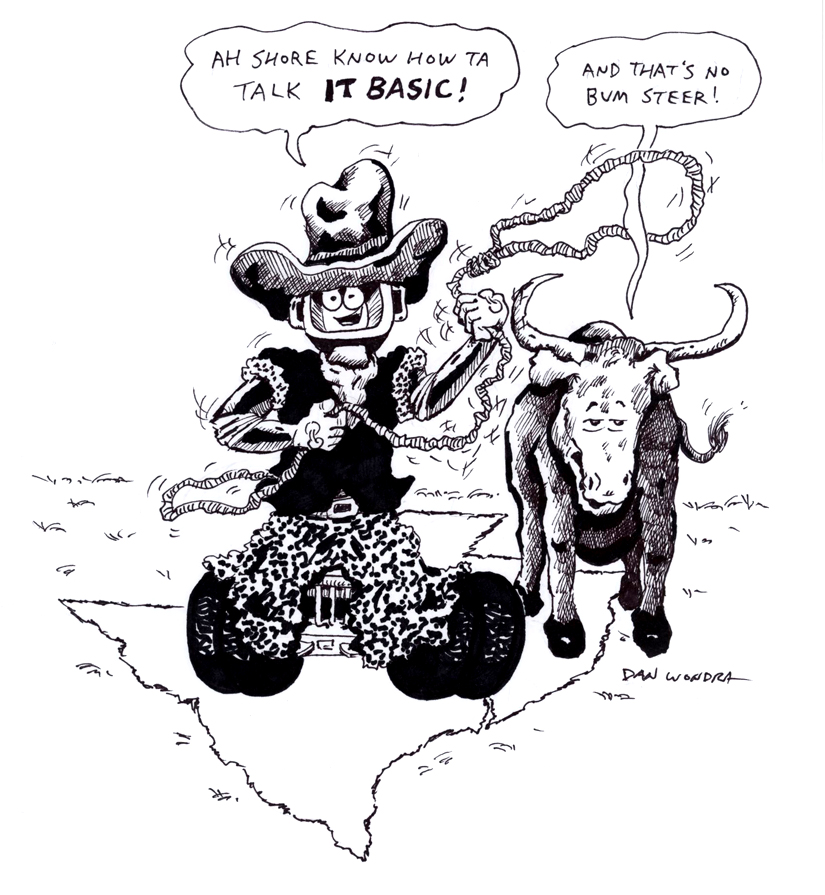 AH SHORE KNOW HOW TA
TALK IT BASIC!
AND THAT'S NO
BUM STEER!
DAN WONDRA